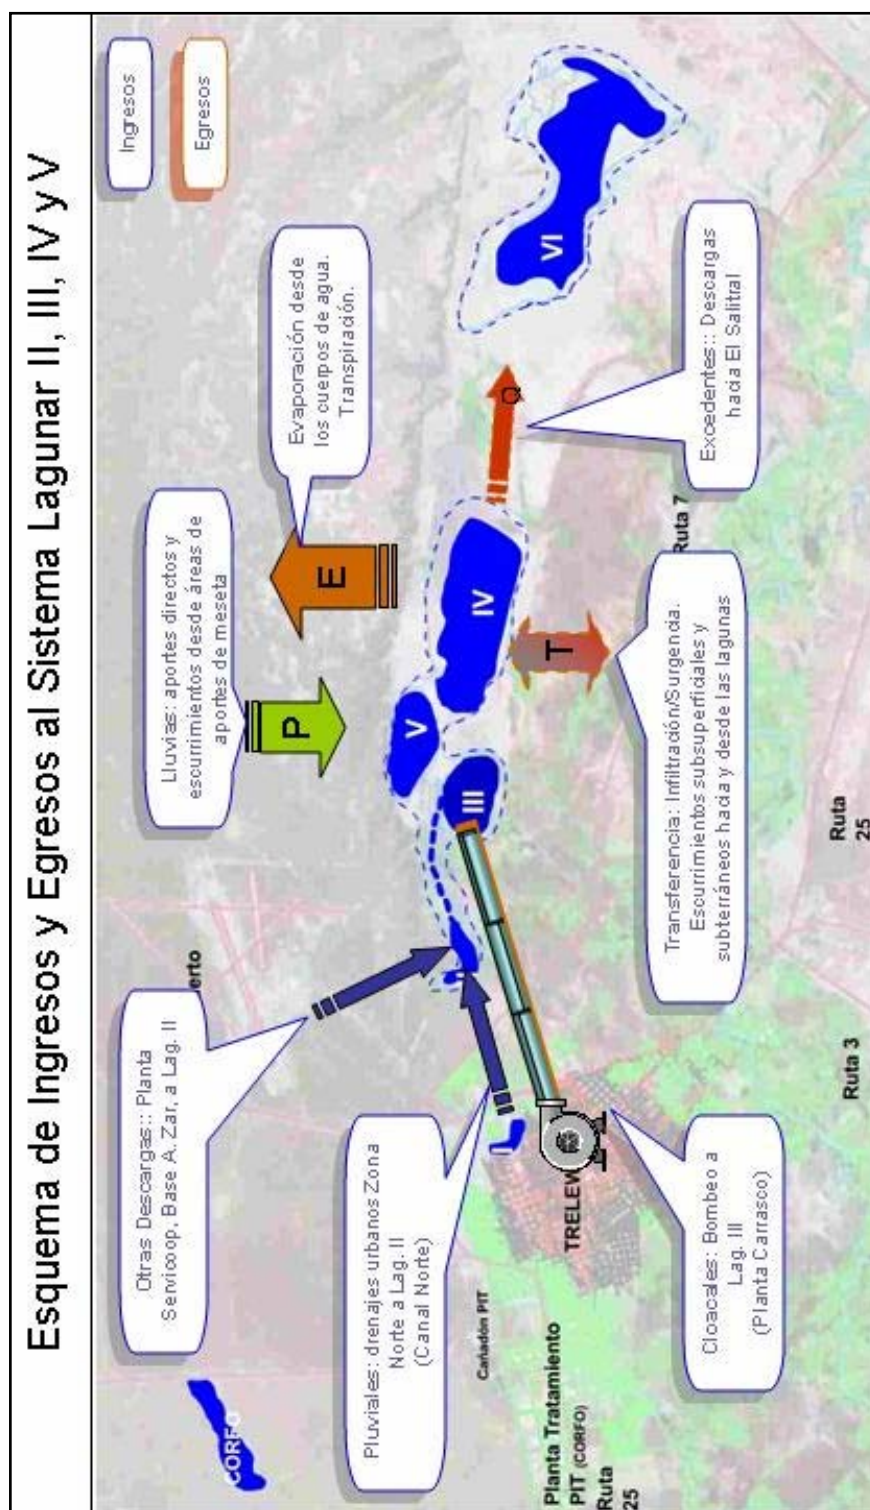 Esquema de Ingresos y Egresos al Sistema Lagunar II, III, IV y V
Ingresos
Egresos
Otras Descargas:: Planta
Servicoop, Base A. Zar, a Lag. II
Lluvias: aportes directos y
escurrimientos desde áreas de
aportes de meseta
Evaporación desde
los cuerpos de agua.
Transpiración.
CORFO
erto
P
E
Pluviales: drenajes urbanos Zona
Norte a Lag. II
(Canal Norte)
Cañadón PIT
I
III
V
IV
VI
Q
T
TRELEW
Planta Tratamiento
PIT (CORFO)
Ruta
25
Cloacales: Bombeo a
Lag. III
(Planta Carrasco)
Transferencia: Infiltración/Surgencia.
Escurrimientos subsuperficiales y
subterráneos hacia y desde las lagunas
Excedentes:: Descargas
hacia El Salitral
Ruta 7
Ruta 3
Ruta
25